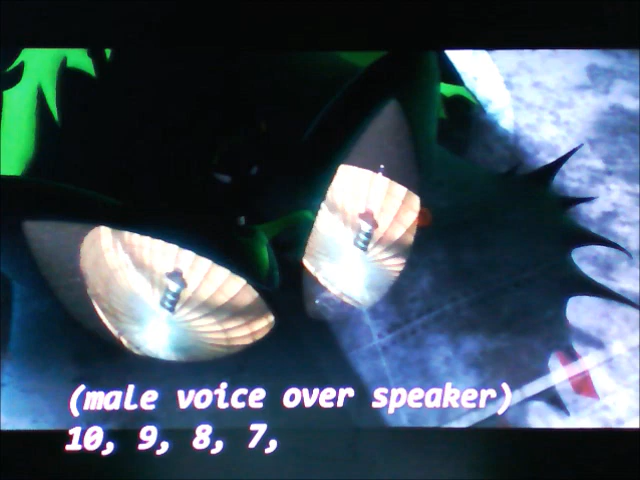 (male voice over speaker)
10, 9, 8, 7,